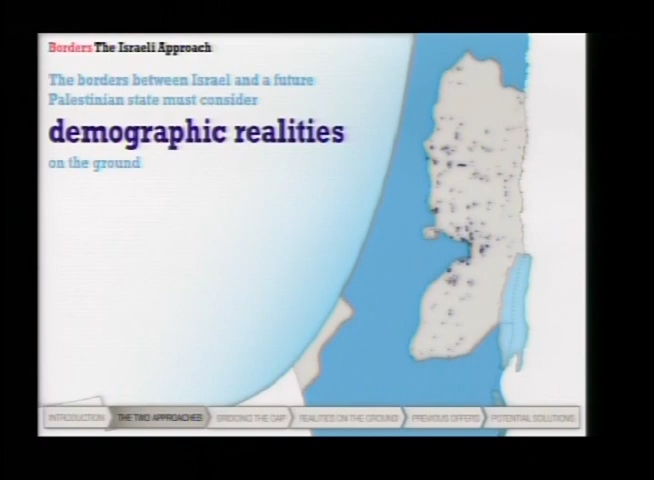 Borders The Israeli Approach
The borders between Israel and a future
Palestinian state must consider
demographic realities
on the ground
INTRODUCTION THE TWO APPROACHES BRIDGING THE GAP REALITIES ON THE GROUND PREVIOUS OFFERS POTENTIAL SOLUTIONS